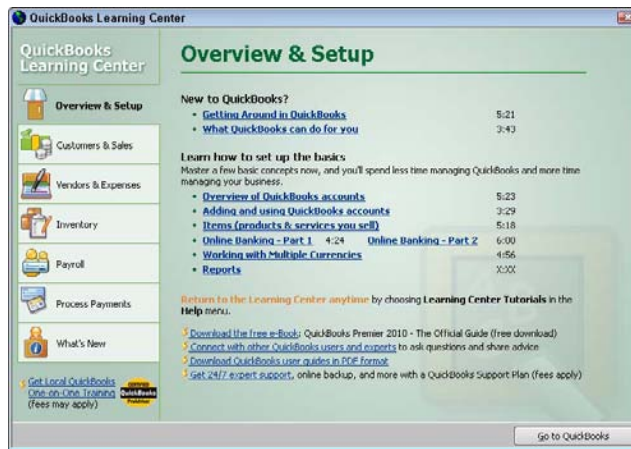 QuickBooks Learning Center
QuickBooks
Learning Center
Overview & Setup
Customers & Sales
Vendors & Expenses
Inventory
Payroll
Process Payments
What's New
Get Local QuickBooks
One-on-One Training
(fees may apply)
CERTIFIED
QuickBooks
ProAdvisor
Overview & Setup
New to QuickBooks?
• Getting Around in QuickBooks 5:21
• What QuickBooks can do for you 3:43
Learn how to set up the basics
Master a few basic concepts now, and you'll spend less time managing QuickBooks and more time
managing your business.
• Overview of QuickBooks accounts 5:23
• Adding and using QuickBooks accounts 3:29
• Items (products & services you sell) 5:18
• Online Banking - Part 1 4:24 Online Banking - Part 2 6:00
• Working with Multiple Currencies 4:56
• Reports X:XX
Return to the Learning Center anytime by choosing Learning Center Tutorials in the
Help menu.
Download the free e-Book: QuickBooks Premier 2010 - The Official Guide (free download)
Connect with other QuickBooks users and experts to ask questions and share advice
Download QuickBooks user guides in PDF format
Get 24/7 expert support, online backup, and more with a QuickBooks Support Plan (fees apply)
Go to QuickBooks